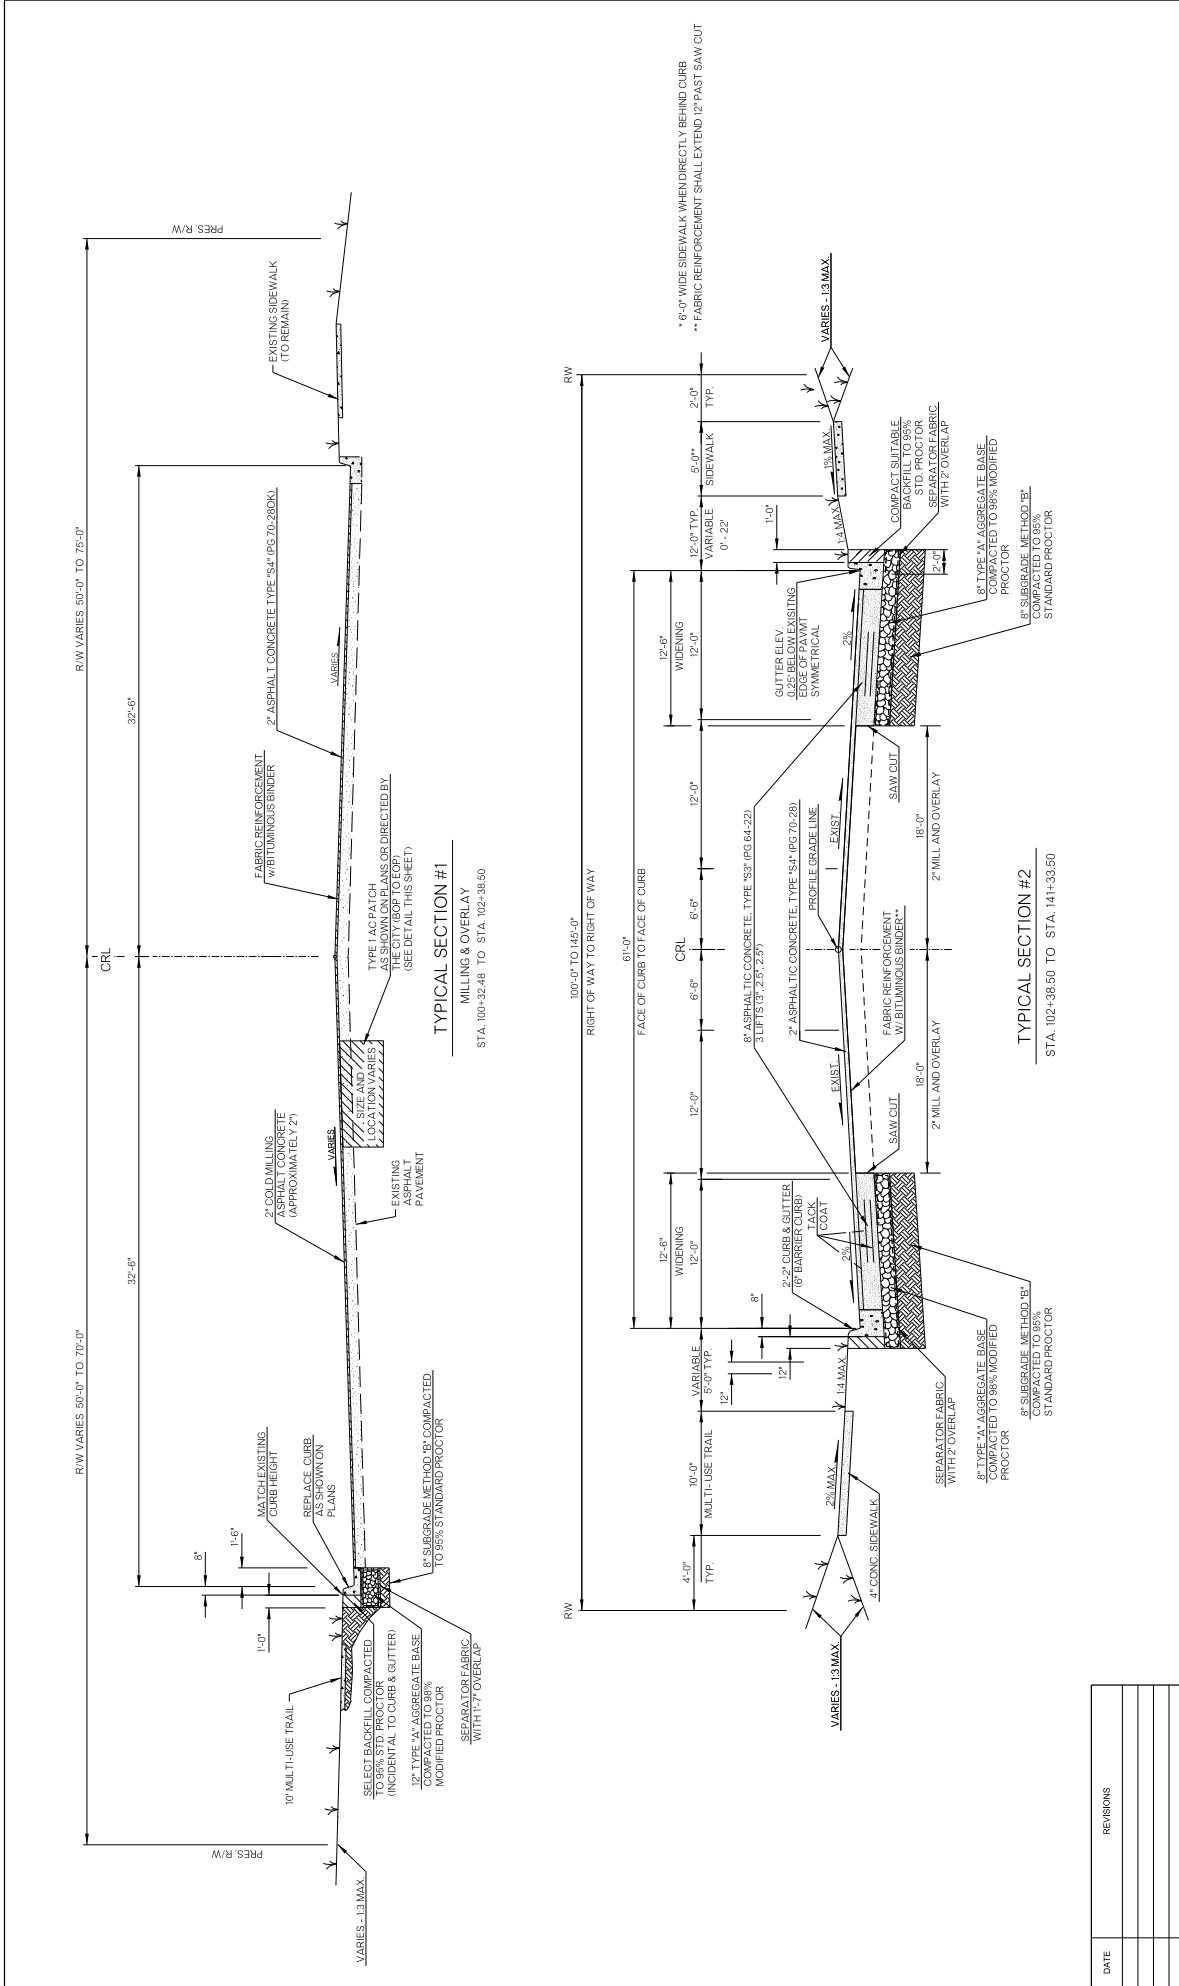 R/W VARIES 50'-0" TO 70'-0"
R/W VARIES 50'-0" TO 75'-0"
CRL
32'-6"
32'-6"
PRES. R/W
PRES. R/W
VARIES - 1:3 MAX.
10' MULTI-USE TRAIL
1'-0"
8"
1'-6"
MATCH EXISTING
CURB HEIGHT
REPLACE CURB
AS SHOWN ON
PLANS
2" COLD MILLING
ASPHALT CONCRETE
(APPROXIMATELY 2")
VARIES
FABRIC REINFORCEMENT
W/BITUMINOUS BINDER
2" ASPHALT CONCRETE TYPE "S4" (PG 70-28OK)
VARIES
EXISTING SIDEWALK
(TO REMAIN)
SELECT BACKFILL COMPACTED
TO 95% STD. PROCTOR
(INCIDENTAL TO CURB & GUTTER)
12" TYPE "A" AGGREGATE BASE
COMPACTED TO 98%
MODIFIED PROCTOR
SEPARATOR FABRIC
WITH 1'-7" OVERLAP
8" SUBGRADE METHOD "B" COMPACTED
TO 95% STANDARD PROCTOR
EXISTING
ASPHALT
PAVEMENT
SIZE AND
LOCATION VARIES
TYPE 1 AC PATCH
AS SHOWN ON PLANS OR DIRECTED BY
THE CITY (BOP TO EOP)
(SEE DETAIL THIS SHEET)
TYPICAL SECTION #1
MILLING & OVERLAY
STA. 100+32.48 TO STA. 102+38.50
* 6'-0" WIDE SIDEWALK WHEN DIRECTLY BEHIND CURB
** FABRIC REINFORCEMENT SHALL EXTEND 12" PAST SAW CUT
RW
100'-0" TO 145'-0"
RIGHT OF WAY TO RIGHT OF WAY
RW
61'-0"
FACE OF CURB TO FACE OF CURB
CRL
12'-6"
WIDENING
12'-6"
WIDENING
4'-0"
TYP.
10'-0"
MULTI-USE TRAIL
VARIABLE
5'-0" TYP.
12'-0"
12'-0"
6'-6"
6'-6"
12'-0"
12'-0"
12'-0" TYP.
VARIABLE
0' - 22'
5'-0"*
SIDEWALK
2'-0"
TYP.
12"
8"
12"
1'-0"
2'-2" CURB & GUTTER
(6" BARRIER CURB)
TACK
COAT
8" ASPHALTIC CONCRETE, TYPE "S3" (PG 64-22)
3 LIFTS (3", 2.5", 2.5")
2" ASPHALTIC CONCRETE, TYPE "S4" (PG 70-28)
PROFILE GRADE LINE
GUTTER ELEV.
0.25' BELOW EXISITNG
EDGE OF PAVMT
SYMMETRICAL
VARIES - 1:3 MAX.
VARIES - 1:3 MAX.
2% MAX.
1:4 MAX.
2%
EXIST.
EXIST.
2%
1:4 MAX.
1% MAX.
4" CONC. SIDEWALK
SAW CUT
FABRIC REINFORCEMENT
W/ BITUMINOUS BINDER**
SAW CUT
COMPACT SUITABLE
BACKFILL TO 95%
STD. PROCTOR
SEPARATOR FABRIC
WITH 2' OVERLAP
2'-0"
18'-0"
2" MILL AND OVERLAY
18'-0"
2" MILL AND OVERLAY
SEPARATOR FABRIC
WITH 2' OVERLAP
8" TYPE "A" AGGREGATE BASE
COMPACTED TO 98% MODIFIED
PROCTOR
8" SUBGRADE METHOD "B"
COMPACTED TO 95%
STANDARD PROCTOR
8" TYPE "A" AGGREGATE BASE
COMPACTED TO 98% MODIFIED
PROCTOR
8" SUBGRADE METHOD "B"
COMPACTED TO 95%
STANDARD PROCTOR
TYPICAL SECTION #2
STA. 102+38.50 TO STA. 141+33.50
DATE
REVISIONS